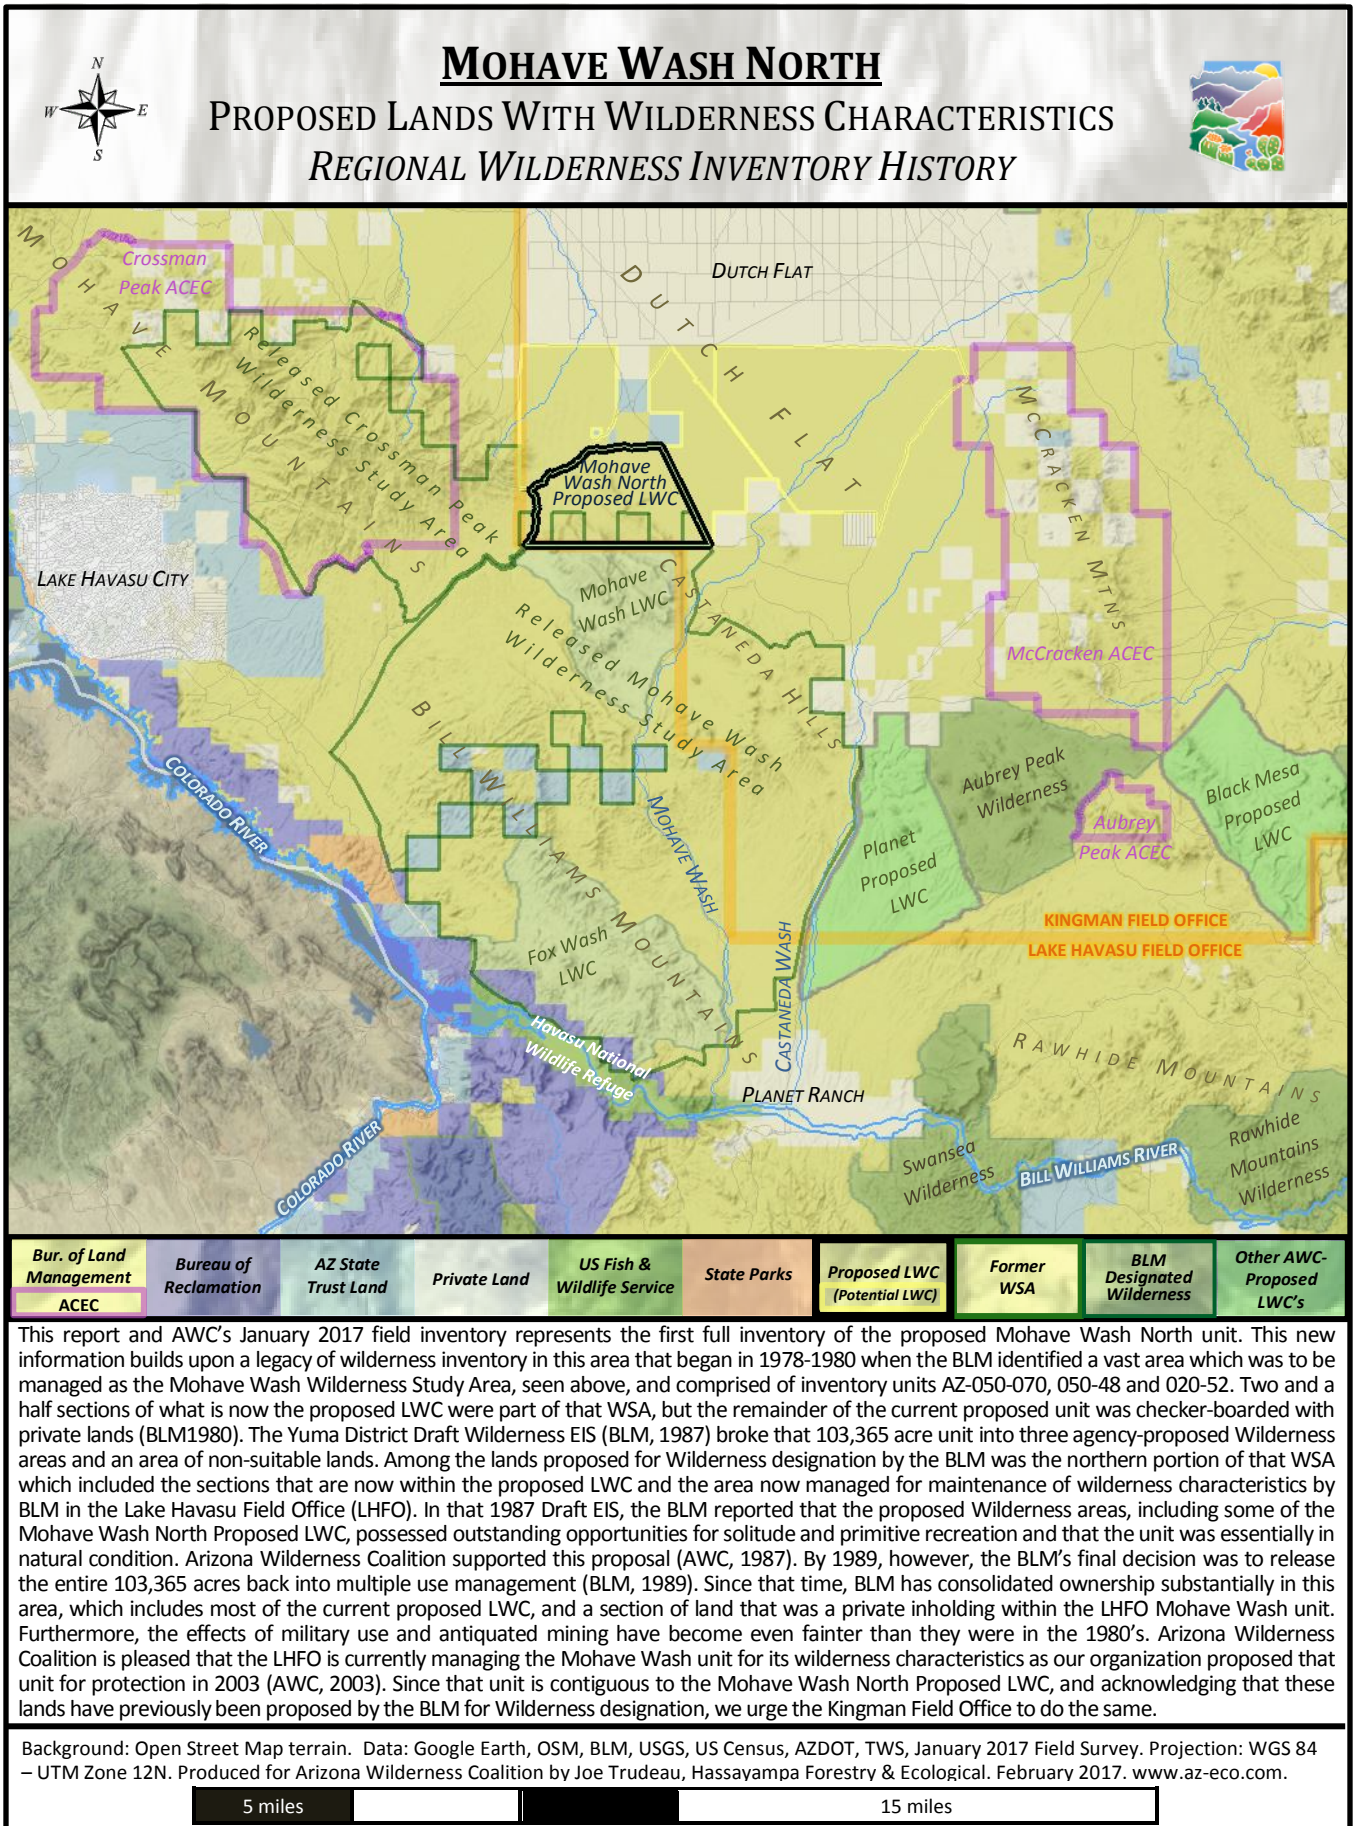 MOHAVE WASH NORTH
PROPOSED LANDS WITH WILDERNESS CHARACTERISTICS
REGIONAL WILDERNESS INVENTORY HISTORY
N
W
E
S
MOHAVE MOUNTAINS
Crossman
Peak ACEC
DUTCH FLAT
DUTCH FLAT
Released Crossman Peak
Wilderness Study Area
MCCRACKEN MTNS
Mohave
Wash North
Proposed LWC
LAKE HAVASU CITY
Mohave
Wash LWC
CASTANEDA HILLS
Released Mohave Wash
Wilderness Study Area
McCracken ACEC
BILL WILLIAMS MOUNTAINS
COLORADO RIVER
MOHAVE WASH
Aubrey Peak
Wilderness
Black Mesa
Proposed
LWC
Aubrey
Peak ACEC
Planet
Proposed
LWC
KINGMAN FIELD OFFICE
LAKE HAVASU FIELD OFFICE
Fox Wash
LWC
CASTANEDA WASH
Havasu National
Wildlife Refuge
RAWHIDE MOUNTAINS
PLANET RANCH
COLORADO RIVER
Swansea
Wilderness
BILL WILLIAMS RIVER
Rawhide
Mountains
Wilderness
Bur. of Land
Management
ACEC
Bureau of
Reclamation
AZ State
Trust Land
Private Land
US Fish &
Wildlife Service
State Parks
Proposed LWC
(Potential LWC)
Former
WSA
BLM
Designated
Wilderness
Other AWC-
Proposed
LWC's
This report and AWC's January 2017 field inventory represents the first full inventory of the proposed Mohave Wash North unit. This new
information builds upon a legacy of wilderness inventory in this area that began in 1978-1980 when the BLM identified a vast area which was to be
managed as the Mohave Wash Wilderness Study Area, seen above, and comprised of inventory units AZ-050-070, 050-48 and 020-52. Two and a
half sections of what is now the proposed LWC were part of that WSA, but the remainder of the current proposed unit was checker-boarded with
private lands (BLM1980). The Yuma District Draft Wilderness EIS (BLM, 1987) broke that 103,365 acre unit into three agency-proposed Wilderness
areas and an area of non-suitable lands. Among the lands proposed for Wilderness designation by the BLM was the northern portion of that WSA
which included the sections that are now within the proposed LWC and the area now managed for maintenance of wilderness characteristics by
BLM in the Lake Havasu Field Office (LHFO). In that 1987 Draft EIS, the BLM reported that the proposed Wilderness areas, including some of the
Mohave Wash North Proposed LWC, possessed outstanding opportunities for solitude and primitive recreation and that the unit was essentially in
natural condition. Arizona Wilderness Coalition supported this proposal (AWC, 1987). By 1989, however, the BLM's final decision was to release
the entire 103,365 acres back into multiple use management (BLM, 1989). Since that time, BLM has consolidated ownership substantially in this
area, which includes most of the current proposed LWC, and a section of land that was a private inholding within the LHFO Mohave Wash unit.
Furthermore, the effects of military use and antiquated mining have become even fainter than they were in the 1980's. Arizona Wilderness
Coalition is pleased that the LHFO is currently managing the Mohave Wash unit for its wilderness characteristics as our organization proposed that
unit for protection in 2003 (AWC, 2003). Since that unit is contiguous to the Mohave Wash North Proposed LWC, and acknowledging that these
lands have previously been proposed by the BLM for Wilderness designation, we urge the Kingman Field Office to do the same.
Background: Open Street Map terrain. Data: Google Earth, OSM, BLM, USGS, US Census, AZDOT, TWS, January 2017 Field Survey. Projection: WGS 84
– UTM Zone 12N. Produced for Arizona Wilderness Coalition by Joe Trudeau, Hassayampa Forestry & Ecological. February 2017. www.az-eco.com.
5 miles
15 miles